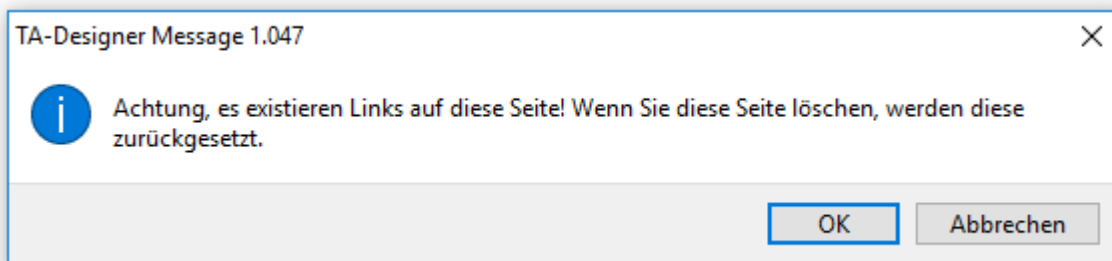 TA-Designer Message 1.047
Achtung, es existieren Links auf diese Seite! Wenn Sie diese Seite löschen, werden diese
zurückgesetzt.
OK
Abbrechen